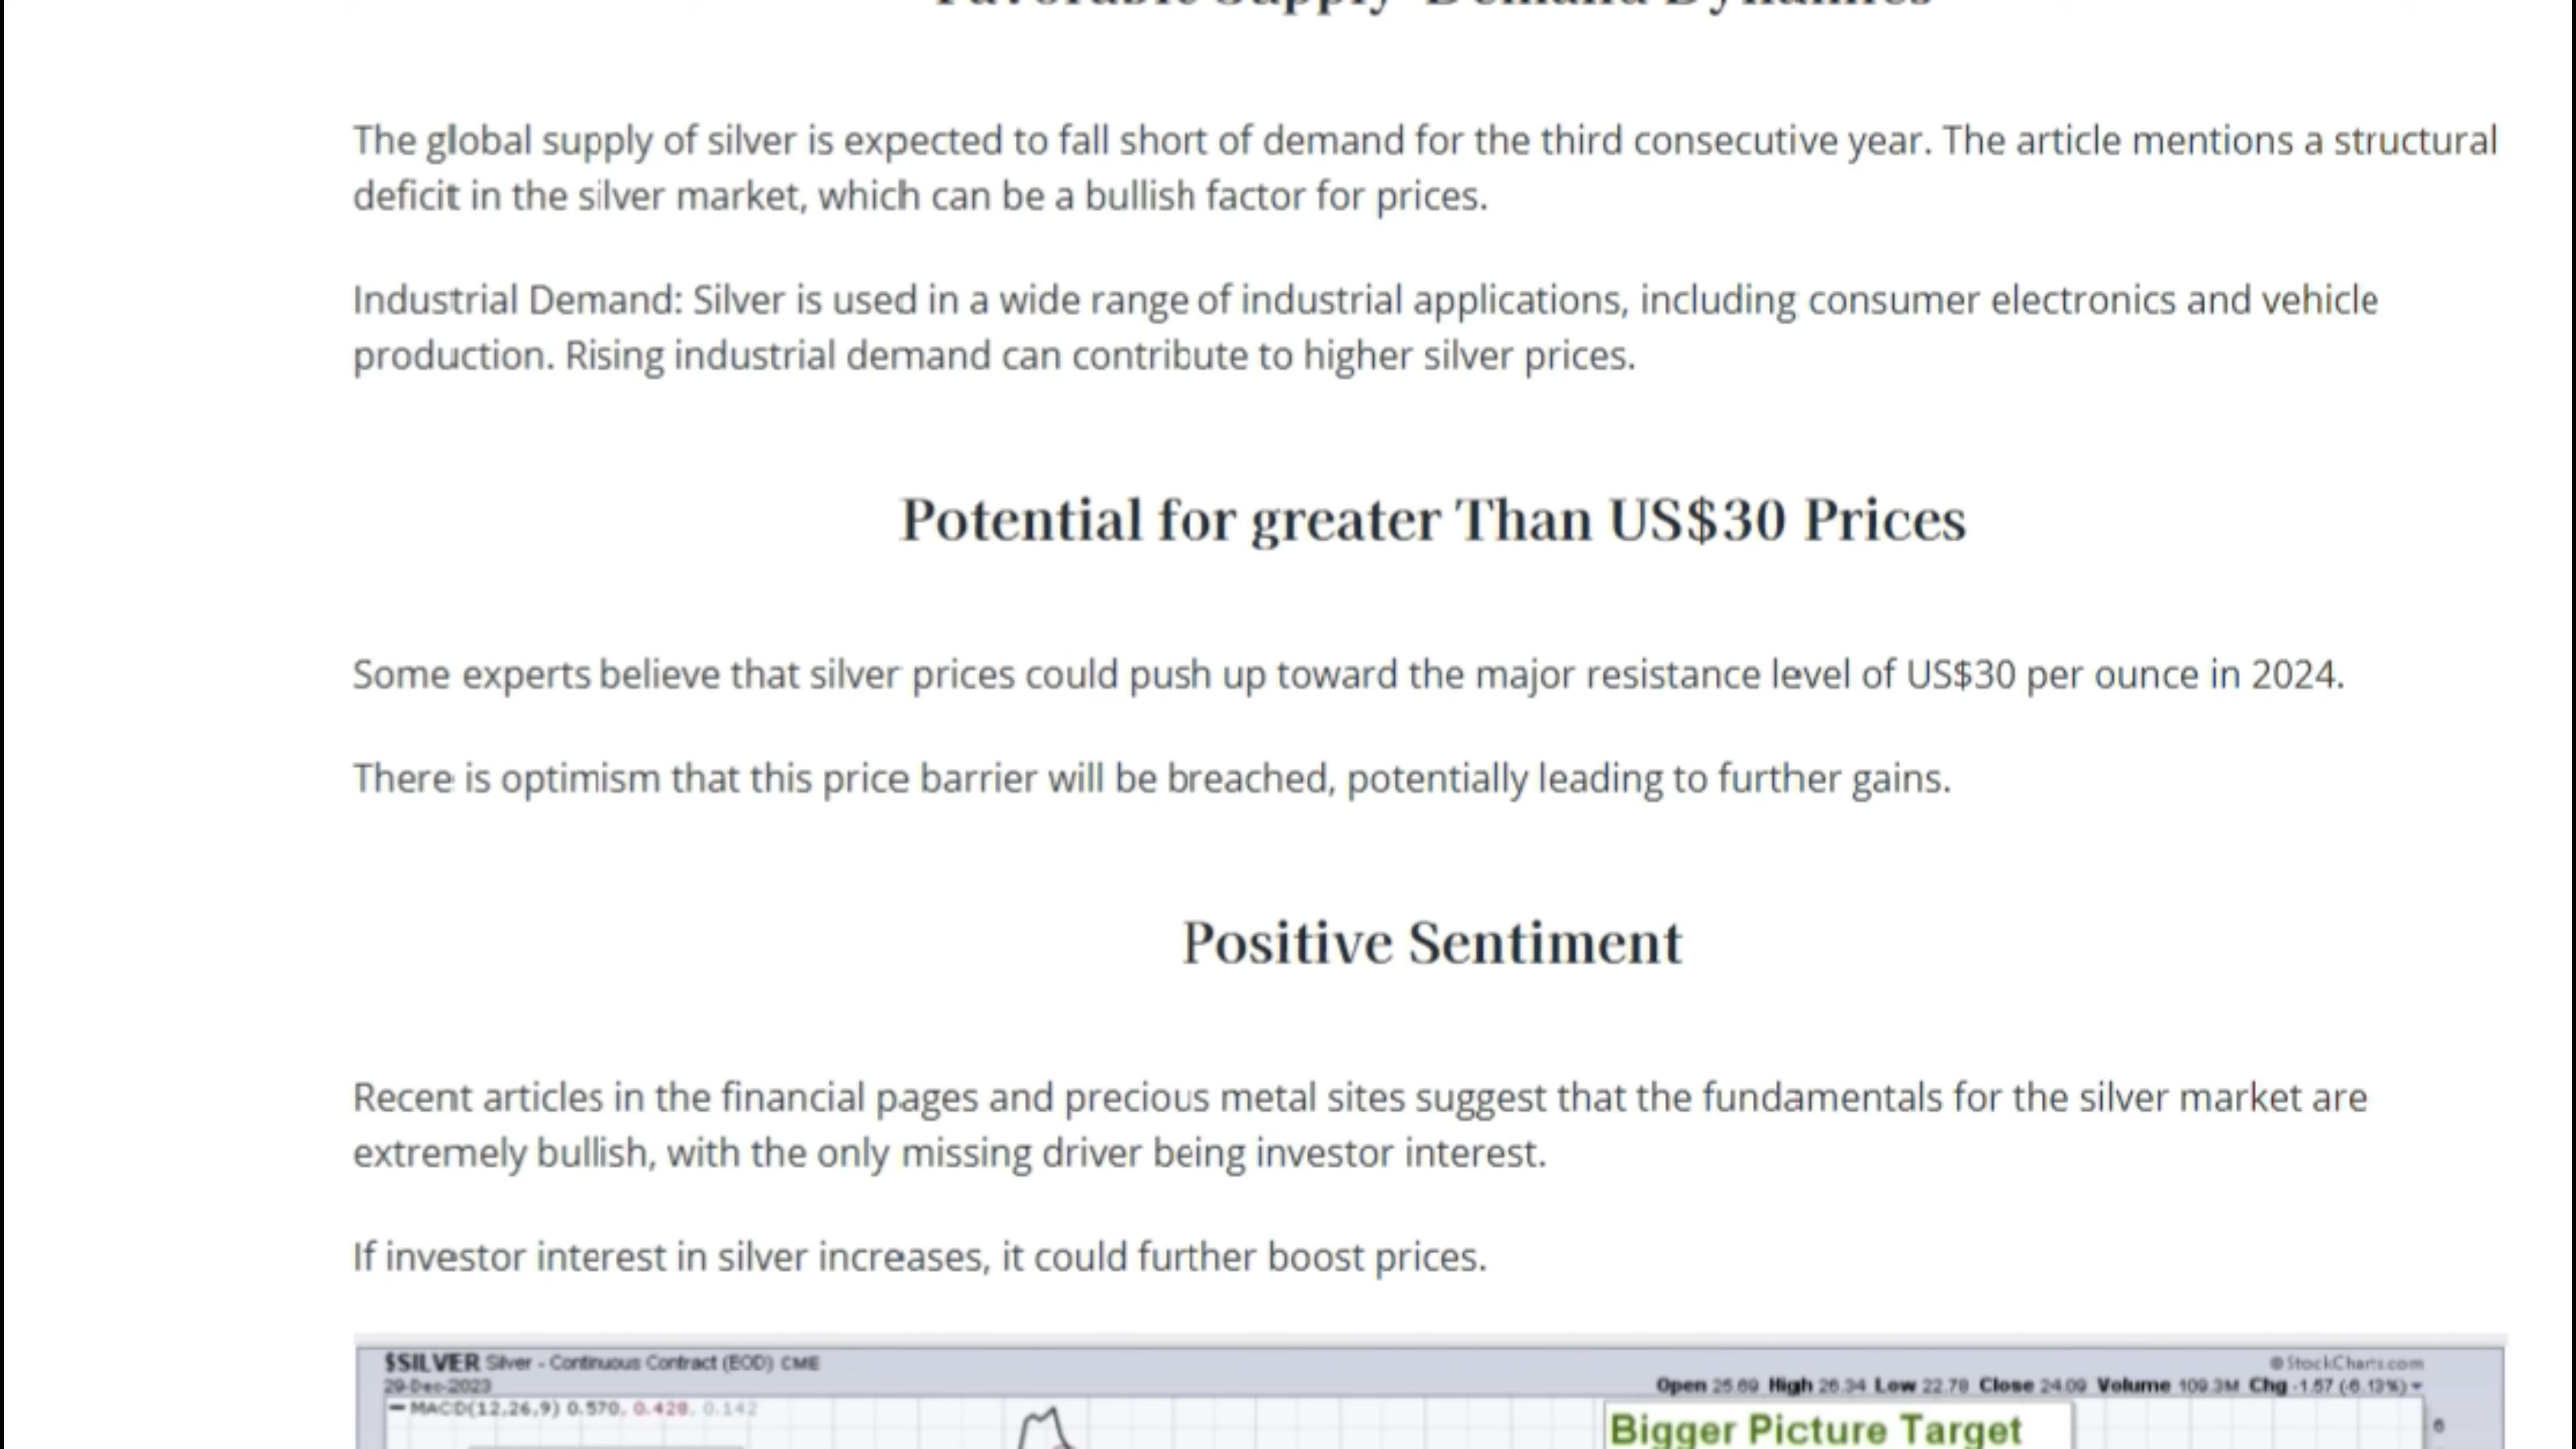 Favorable Supply-Demand Dynamics
The global supply of silver is expected to fall short of demand for the third consecutive year. The article mentions a structural
deficit in the silver market, which can be a bullish factor for prices.
Industrial Demand: Silver is used in a wide range of industrial applications, including consumer electronics and vehicle
production. Rising industrial demand can contribute to higher silver prices.
Potential for greater Than US$30 Prices
Some experts believe that silver prices could push up toward the major resistance level of US$30 per ounce in 2024.
There is optimism that this price barrier will be breached, potentially leading to further gains.
Positive Sentiment
Recent articles in the financial pages and precious metal sites suggest that the fundamentals for the silver market are
extremely bullish, with the only missing driver being investor interest.
If investor interest in silver increases, it could further boost prices.
$SILVER Silver - Continuous Contract (EOD) CME
© StockCharts.com
29-Dec-2023
Open 25.69 High 26.34 Low 22.78 Close 24.09 Volume 109.3M Chg -1.57 (-6.13%)
MACD(12,26,9) 0.570, 0.428, 0.142
Bigger Picture Target
6